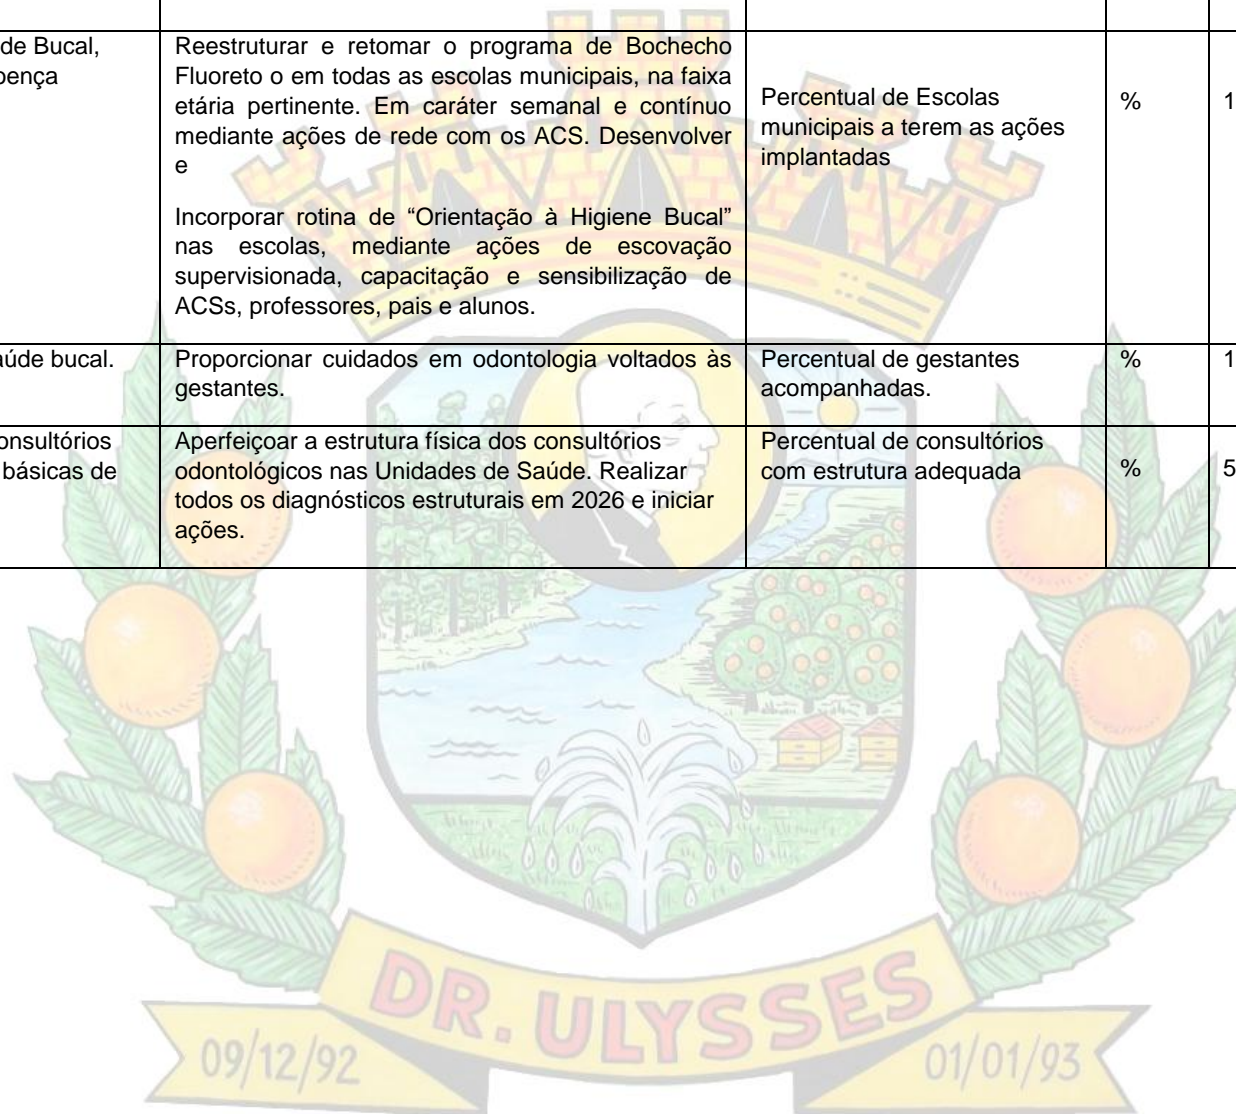 de Bucal,
oença
Reestruturar e retomar o programa de Bochecho
Fluoreto o em todas as escolas municipais, na faixa
etária pertinente. Em caráter semanal e contínuo
mediante ações de rede com os ACS. Desenvolver
e
Incorporar rotina de “Orientação à Higiene Bucal”
nas escolas, mediante ações de escovação
supervisionada, capacitação e sensibilização de
ACSs, professores, pais e alunos.
Percentual de Escolas
municipais a terem as ações
implantadas
%
1
aúde bucal.
Proporcionar cuidados em odontologia voltados às
gestantes.
Percentual de gestantes
acompanhadas.
%
1
onsultórios
básicas de
Aperfeiçoar a estrutura física dos consultórios
odontológicos nas Unidades de Saúde. Realizar
todos os diagnósticos estruturais em 2026 e iniciar
ações.
Percentual de consultórios
com estrutura adequada
%
5
DR. ULYSSES
09/12/92
01/01/93